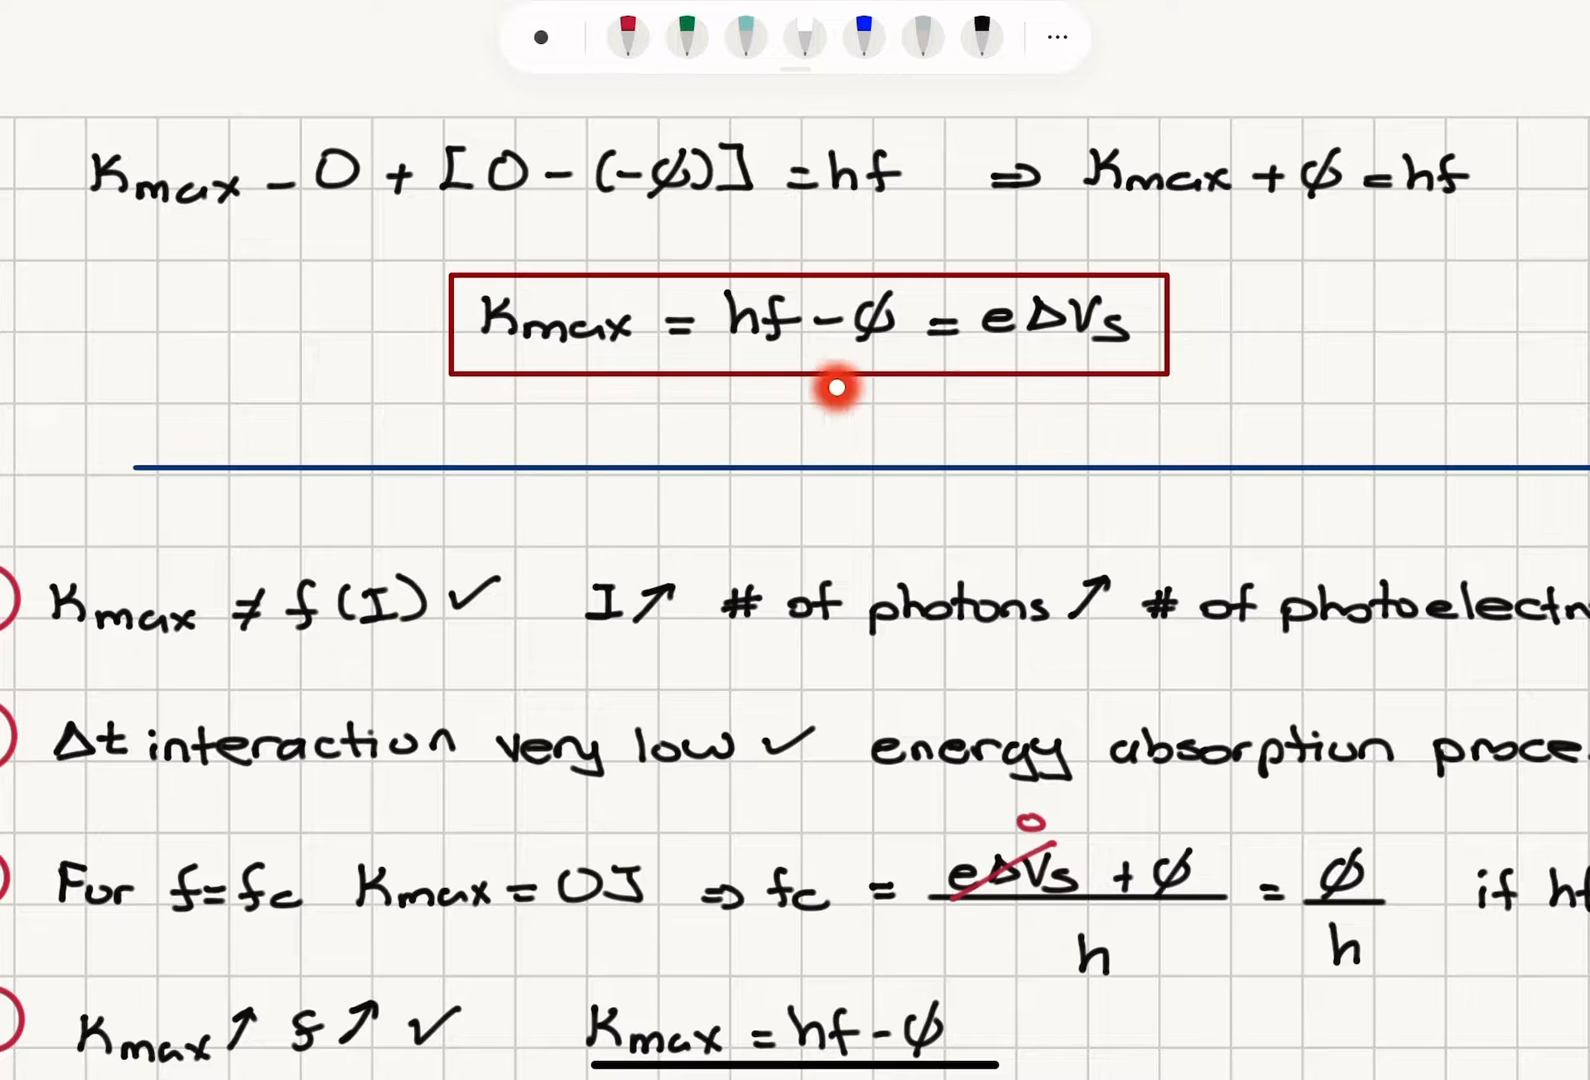 Kmax - 0 + [0 - (-φ)] = hf ⇒ Kmax + φ = hf
Kmax = hf - φ = eΔVs
Kmax ≠ f(I) ✓ I↗ # of photons ↗ # of photoelectr
Δt interaction very low ✓ energy absorption proce
For f=fc Kmax = 0J ⇒ fc = (eΔVs + φ)/h = φ/h if hf
0
Kmax ↗ f ↗ ✓ Kmax = hf - φ